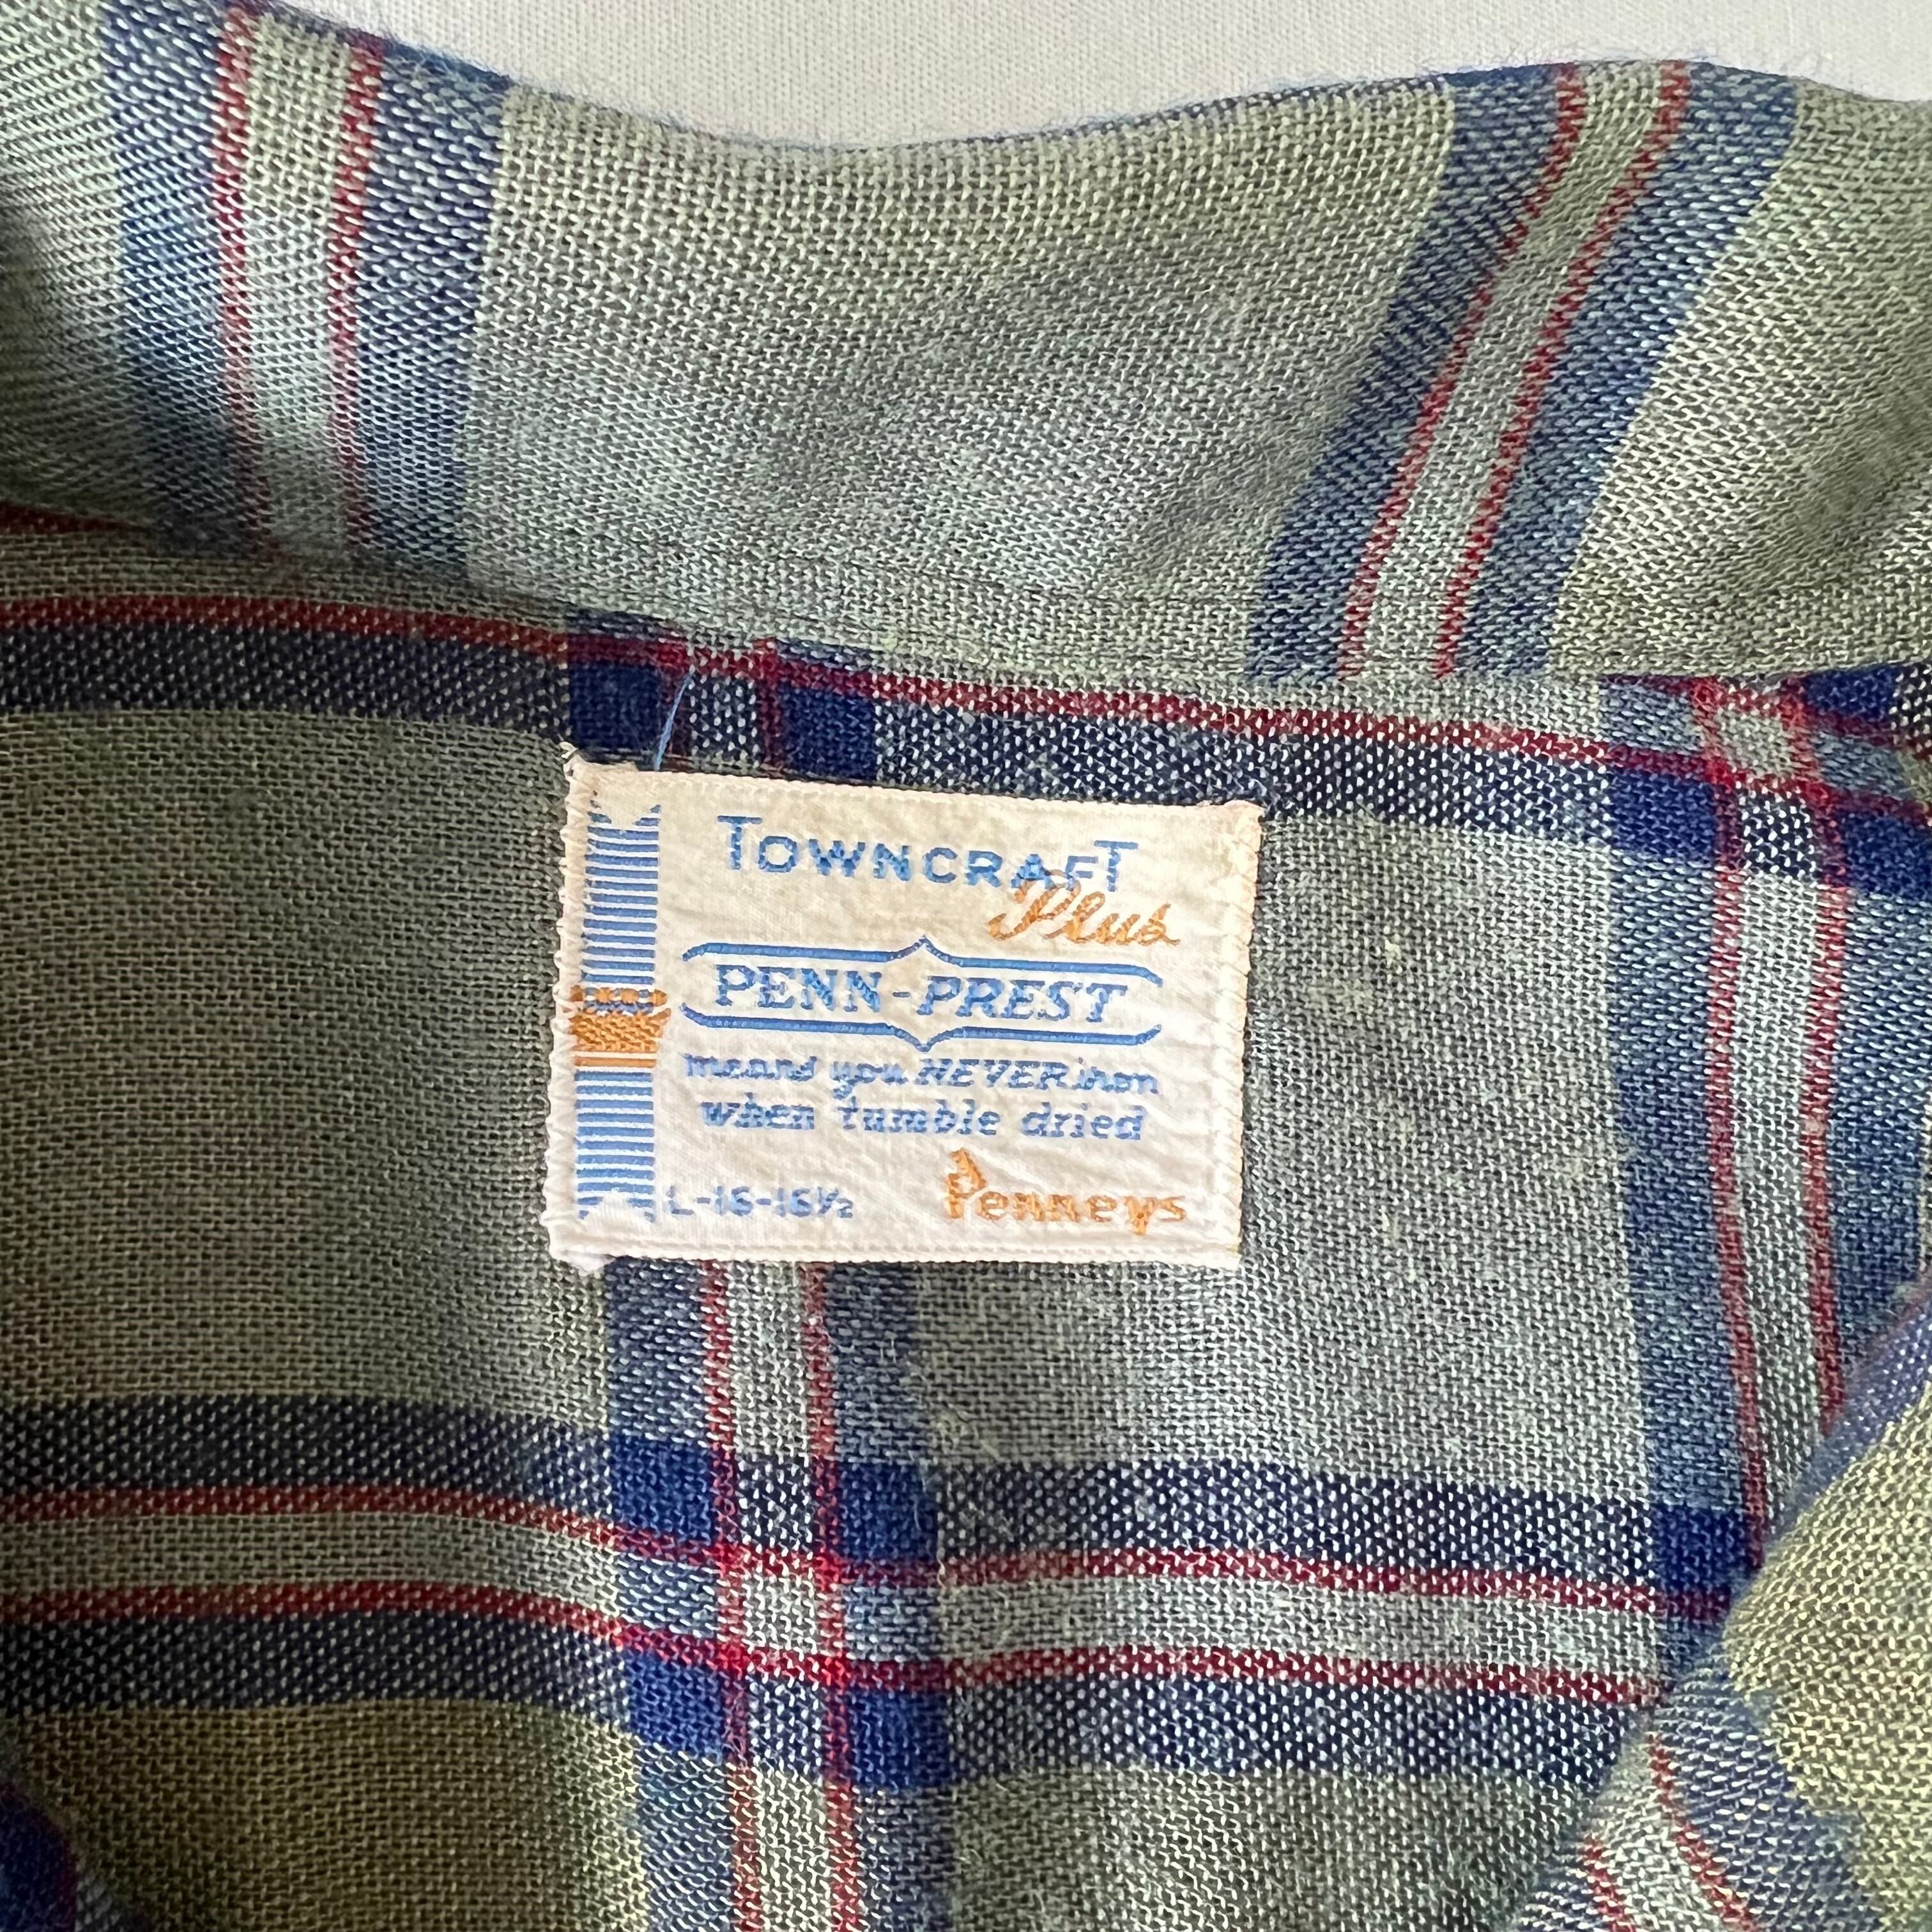 TOWNCRAFT
Plus
PENN-PREST
means you NEVER iron
when tumble dried
L-16-16½
Penneys